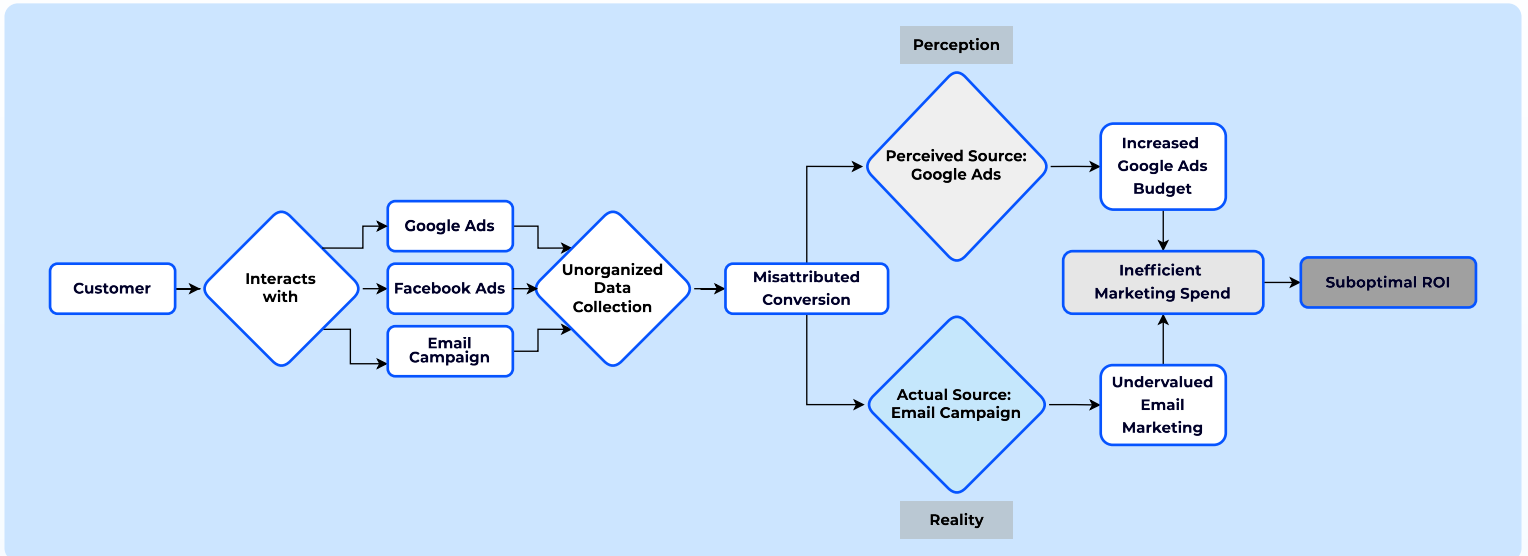 Customer
Interacts
with
Google Ads
Facebook Ads
Email
Campaign
Unorganized
Data
Collection
Misattributed
Conversion
Perception
Perceived Source:
Google Ads
Increased
Google Ads
Budget
Inefficient
Marketing Spend
Suboptimal ROI
Actual Source:
Email Campaign
Undervalued
Email
Marketing
Reality